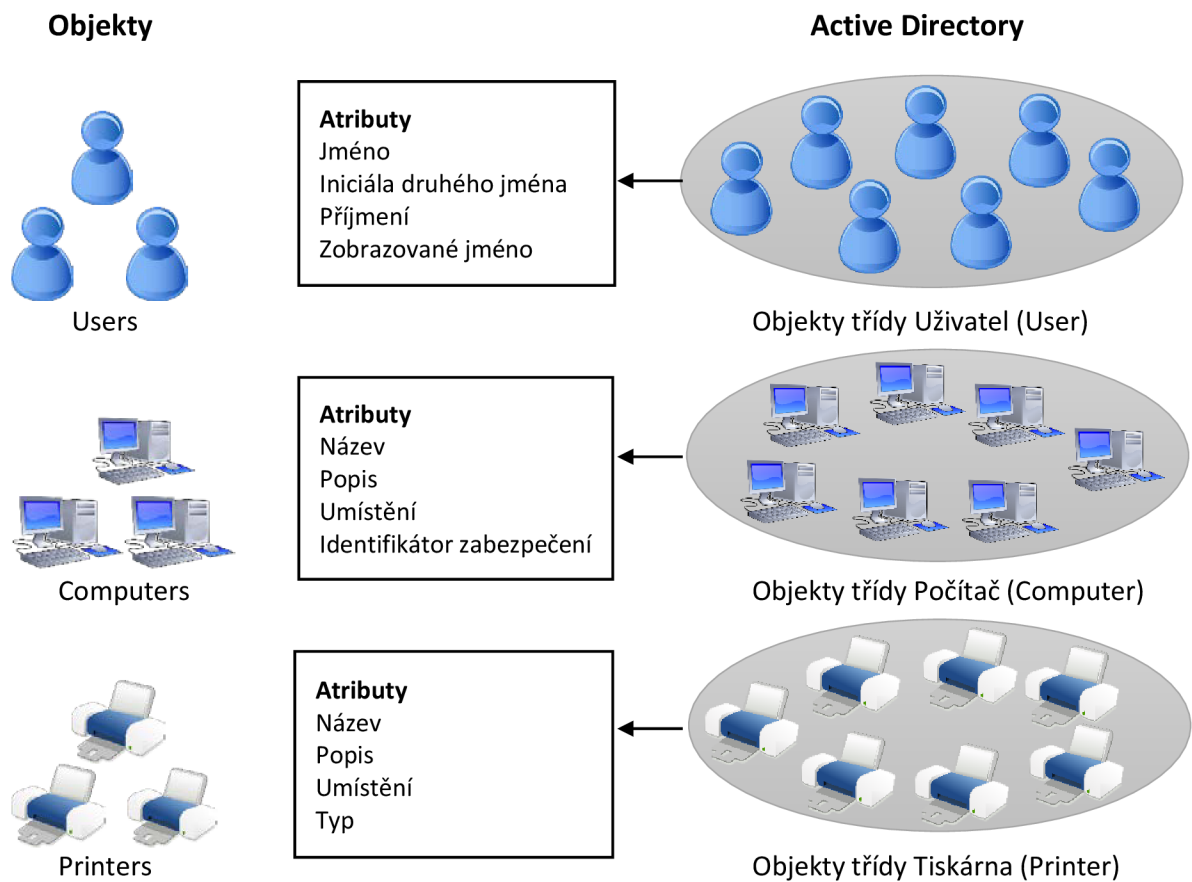 Objekty
Active Directory
Atributy
Jméno
Iniciála druhého jména
Příjmení
Zobrazované jméno
Users
Objekty třídy Uživatel (User)
Atributy
Název
Popis
Umístění
Identifikátor zabezpečení
Computers
Objekty třídy Počítač (Computer)
Atributy
Název
Popis
Umístění
Typ
Printers
Objekty třídy Tiskárna (Printer)